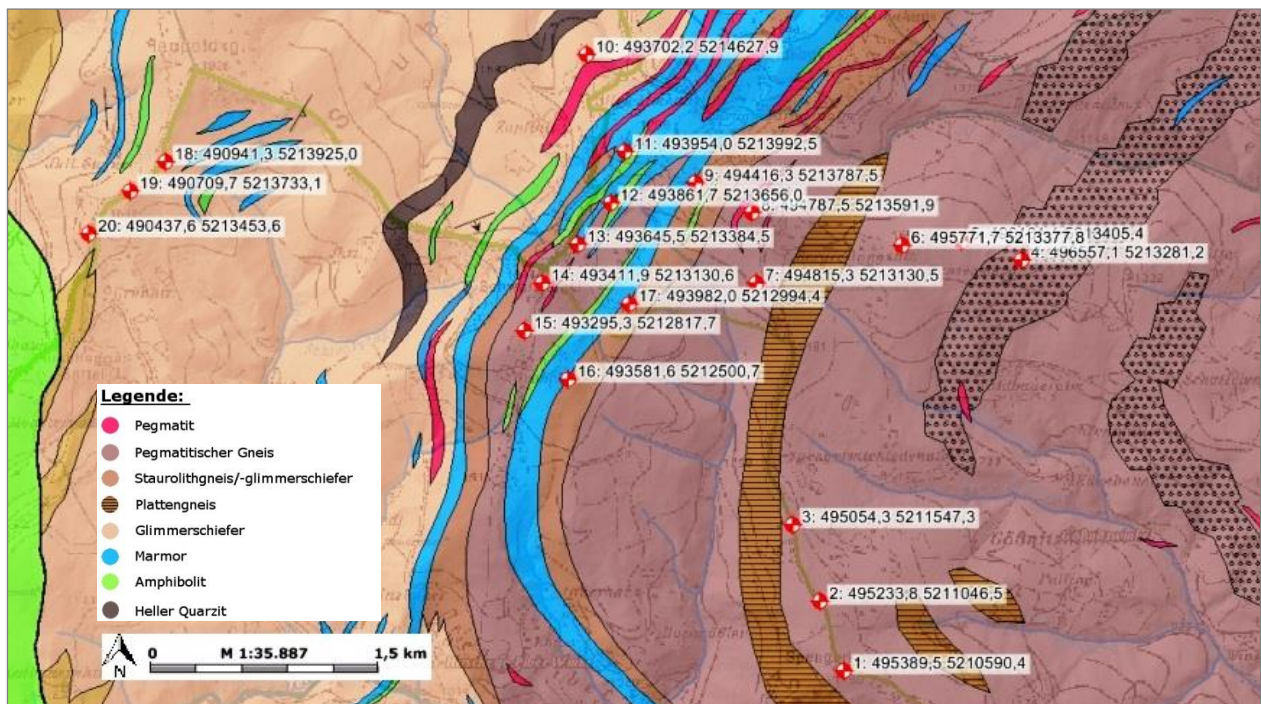 10: 493702,2 5214627,9
11: 493954,0 5213992,5
18: 490941,3 5213925,0
9: 494416,3 5213787,5
19: 490709,7 5213733,1
12: 493861,7 5213656,0
5213591,9
20: 490437,6 5213453,6
13: 493645,5 5213384,5
6: 495771,7 5213377,8
4: 496557,1 5213281,2
14: 493411,9 5213130,6
7: 494815,3 5213130,5
17: 493982,0 5212994,4
15: 493295,3 5212817,7
16: 493581,6 5212500,7
Legende:
Pegmatit
Pegmatitischer Gneis
Staurolithgneis/-glimmerschiefer
Plattengneis
Glimmerschiefer
Marmor
Amphibolit
Heller Quarzit
3: 495054,3 5211547,3
2: 495233,8 5211046,5
1: 495389,5 5210590,4
N
0 M 1:35.887 1,5 km